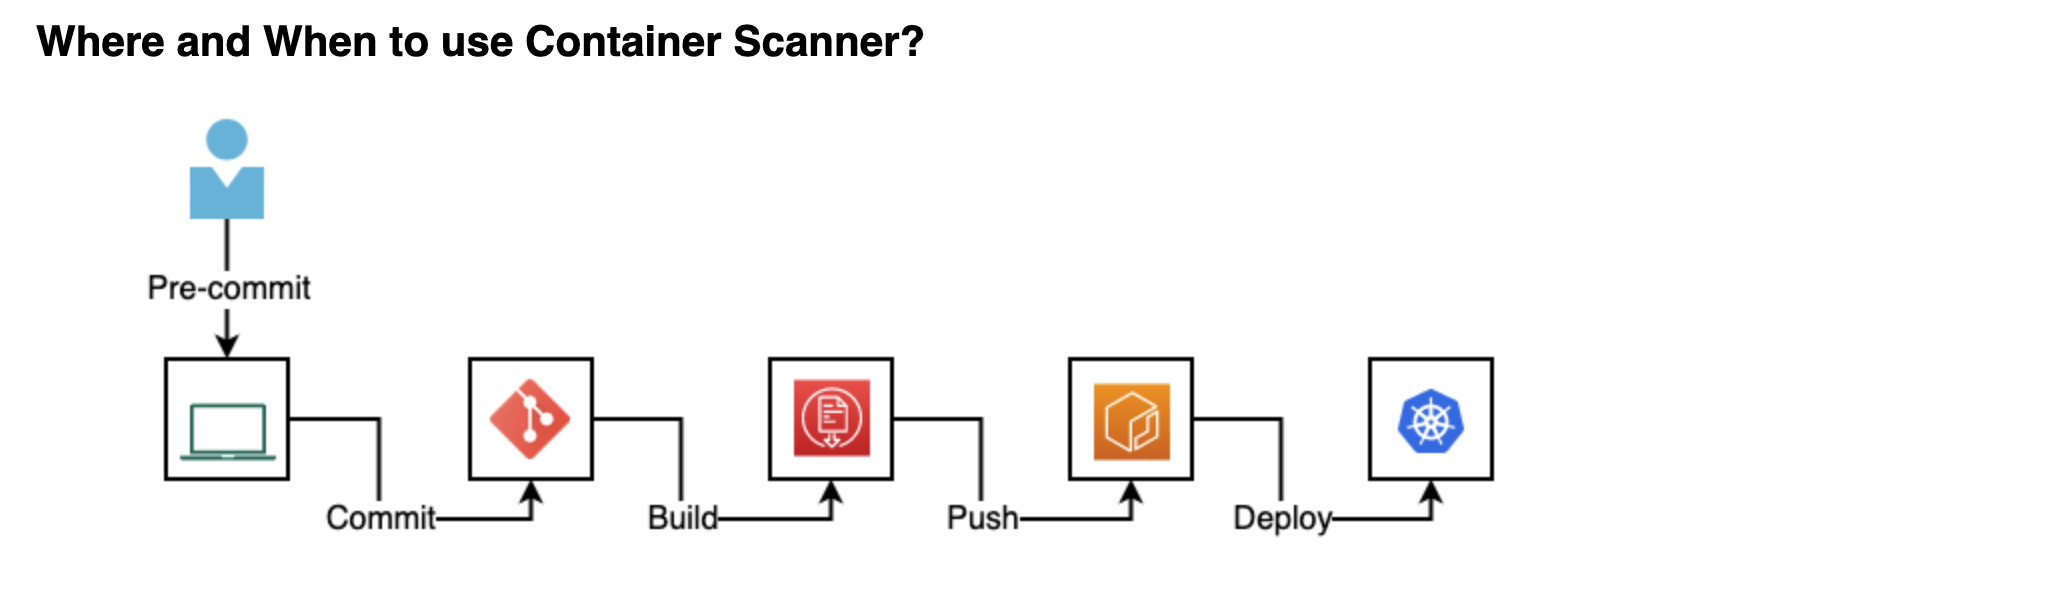 Where and When to use Container Scanner?
Pre-commit
Commit
Build
Push
Deploy